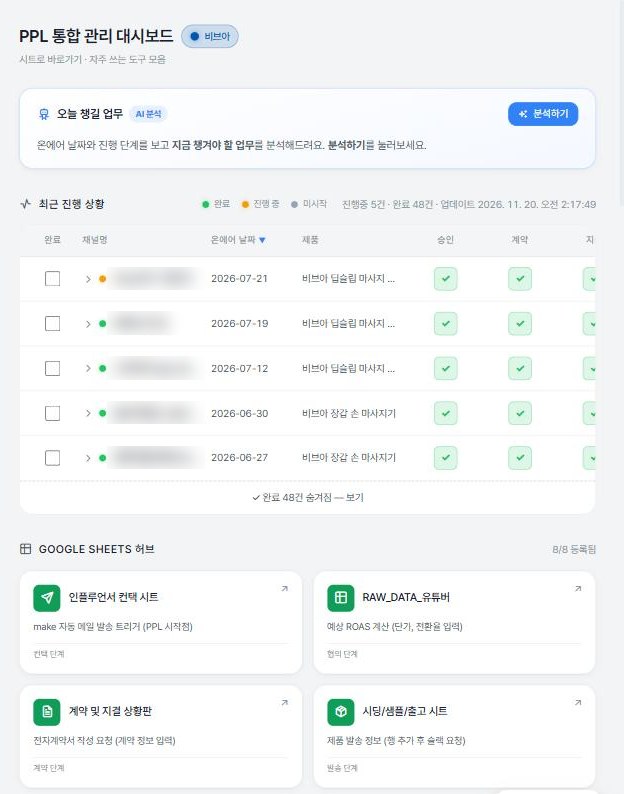 PPL 통합 관리 대시보드 비브아
시트로 바로가기 · 자주 쓰는 도구 모음
오늘 챙길 업무 AI 분석 분석하기
온에어 날짜와 진행 단계를 보고 지금 챙겨야 할 업무를 분석해드려요. 분석하기를 눌러보세요.
최근 진행 상황 완료 진행 중 미시작 진행중 5건 · 완료 48건 · 업데이트 2026. 11. 20. 오전 2:17:49
완료 채널명 온에어 날짜 ▼ 제품 승인 계약 지
2026-07-21 비브아 딥슬립 마사지 ...
2026-07-19 비브아 딥슬립 마사지 ...
2026-07-12 비브아 딥슬립 마사지 ...
2026-06-30 비브아 장갑 손 마사지기
2026-06-27 비브아 장갑 손 마사지기
✓ 완료 48건 숨겨짐 — 보기
GOOGLE SHEETS 허브 8/8 등록됨
인플루언서 컨택 시트
make 자동 메일 발송 트리거 (PPL 시작점)
컨택 단계
RAW_DATA_유튜버
예상 ROAS 계산 (단가, 전환율 입력)
협의 단계
계약 및 지결 상황판
전자계약서 작성 요청 (계약 정보 입력)
계약 단계
시딩/샘플/출고 시트
제품 발송 정보 (행 추가 후 슬랙 요청)
발송 단계